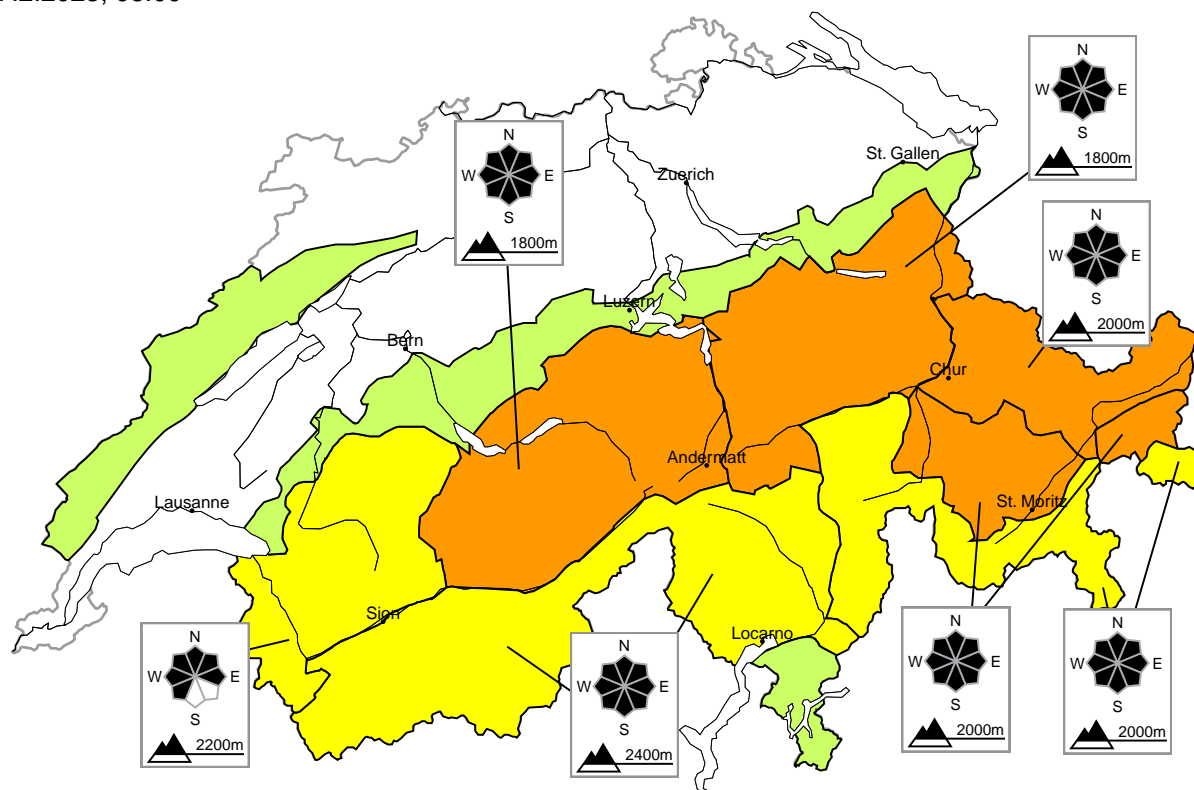 N
W E
S
1800m
N
W E
S
1800m
N
W E
S
2000m
St. Gallen
Zuerich
Luzern
Bern
Chur
Andermatt
Lausanne
St. Moritz
Sion
Locarno
N
W E
S
2200m
N
W E
S
2400m
N
W E
S
2000m
N
W E
S
2000m